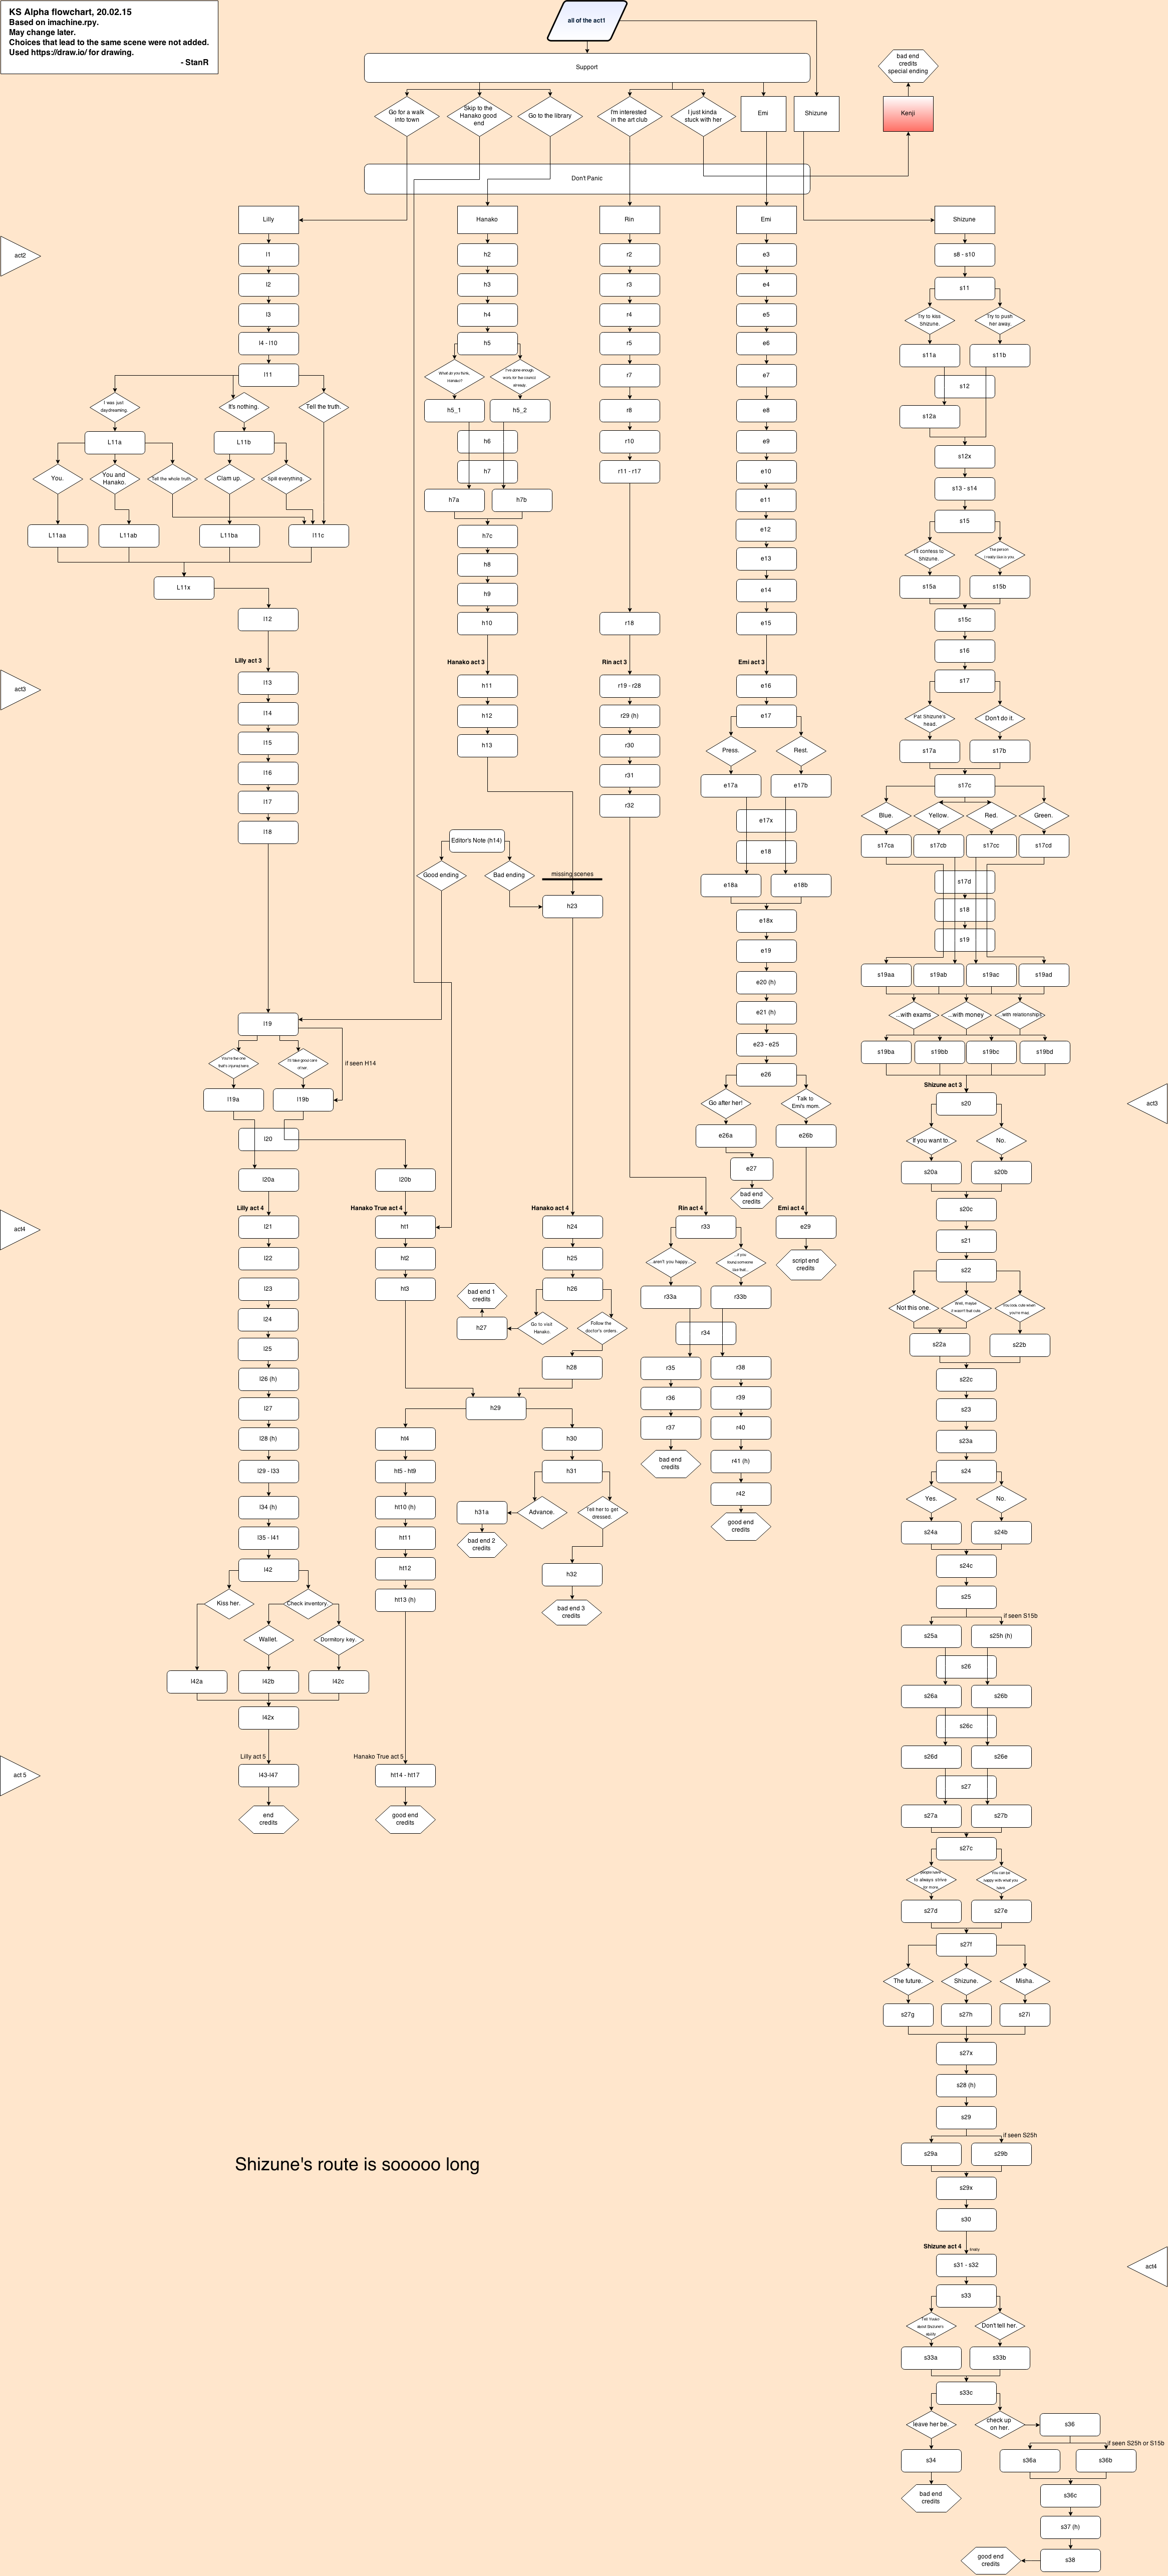 KS Alpha flowchart, 20.02.15
Based on imachine.rpy.
May change later.
Choices that lead to the same scene were not added.
Used https://draw.io/ for drawing.
- StanR
all of the act1
Support
bad end
credits
special ending
Go for a walk
into town
Skip to the
Hanako good
end
Go to the library
I'm interested
in the art club
I just kinda
stuck with her
Emi
Shizune
Kenji
Don't Panic
Lilly
Hanako
Rin
Emi
Shizune
act2
l1
l2
l3
l4 - l10
l11
I was just
daydreaming.
It's nothing.
Tell the truth.
L11a
L11b
You.
You and
Hanako.
Tell the whole truth.
Clam up.
Spill everything.
L11aa
L11ab
L11ba
l11c
L11x
l12
Lilly act 3
act3
l13
l14
l15
l16
l17
l18
l19
You're the one
that's injured here
I'll take good care
of her
if seen H14
l19a
l19b
l20
l20a
l20b
Lilly act 4
act4
l21
l22
l23
l24
l25
l26 (h)
l27
l28 (h)
l29 - l33
l34 (h)
l35 - l41
l42
Kiss her.
Check inventory.
Wallet.
Dormitory key.
l42a
l42b
l42c
l42x
Lilly act 5
act 5
l43-l47
end
credits
Hanako True act 4
ht1
ht2
ht3
ht4
ht5 - ht9
ht10 (h)
ht11
ht12
ht13 (h)
Hanako True act 5
ht14 - ht17
good end
credits
h2
h3
h4
h5
What do you think,
Hanako?
I've done enough
work for the council
already.
h5_1
h5_2
h6
h7
h7a
h7b
h7c
h8
h9
h10
Hanako act 3
h11
h12
h13
Editor's Note (h14)
Good ending
Bad ending
missing scenes
h23
Hanako act 4
h24
h25
h26
bad end 1
credits
h27
Go to visit
Hanako.
Follow the
doctor's orders.
h28
h29
h30
h31
h31a
Advance.
Tell her to get
dressed.
bad end 2
credits
h32
bad end 3
credits
r2
r3
r4
r5
r7
r8
r10
r11 - r17
r18
Rin act 3
r19 - r28
r29 (h)
r30
r31
r32
Rin act 4
r33
aren't you happy.
...if you
found someone
like that.
r33a
r33b
r34
r35
r38
r36
r39
r37
r40
bad end
credits
r41 (h)
r42
good end
credits
e3
e4
e5
e6
e7
e8
e9
e10
e11
e12
e13
e14
e15
Emi act 3
e16
e17
Press.
Rest.
e17a
e17b
e17x
e18
e18a
e18b
e18x
e19
e20 (h)
e21 (h)
e23 - e25
e26
Go after her!
Talk to
Emi's mom.
e26a
e26b
e27
bad end
credits
Emi act 4
e29
script end
credits
s8 - s10
s11
Try to kiss
Shizune.
Try to push
her away.
s11a
s11b
s12
s12a
s12x
s13 - s14
s15
I'll confess to
Shizune.
The person
I really blue is you.
s15a
s15b
s15c
s16
s17
Pat Shizune's
head.
Don't do it.
s17a
s17b
s17c
Blue.
Yellow.
Red.
Green.
s17ca
s17cb
s17cc
s17cd
s17d
s18
s19
s19aa
s19ab
s19ac
s19ad
...with exams
...with money
...with relationships
s19ba
s19bb
s19bc
s19bd
Shizune act 3
act3
s20
If you want to.
No.
s20a
s20b
s20c
s21
s22
Not this one.
Well, maybe
it wasn't that cute.
You look cute when
you're mad.
s22a
s22b
s22c
s23
s23a
s24
Yes.
No.
s24a
s24b
s24c
s25
if seen S15b
s25a
s25h (h)
s26
s26a
s26b
s26c
s26d
s26e
s27
s27a
s27b
s27c
people have
to always strive
for more
You can be
happy with what you
have.
s27d
s27e
s27f
The future.
Shizune.
Misha.
s27g
s27h
s27i
s27x
s28 (h)
s29
if seen S25h
s29a
s29b
s29x
s30
Shizune's route is sooooo long
Shizune act 4
finally
act4
s31 - s32
s33
Tell Hideaki
about Shizune's
Don't tell her.
s33a
s33b
s33c
leave her be.
check up
on her.
s36
if seen S25h or S15b
s34
s36a
s36b
bad end
credits
s36c
s37 (h)
good end
credits
s38